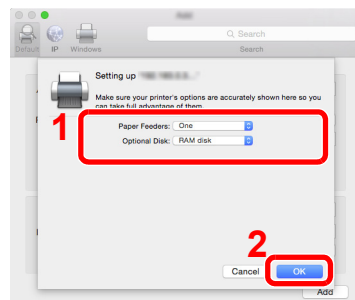 Add
Q Search
Default IP Windows Search
Setting up
Make sure your printer's options are accurately shown here so you
can take full advantage of them.
1
Paper Feeders: One
Optional Disk: RAM disk
2
Cancel OK
Add